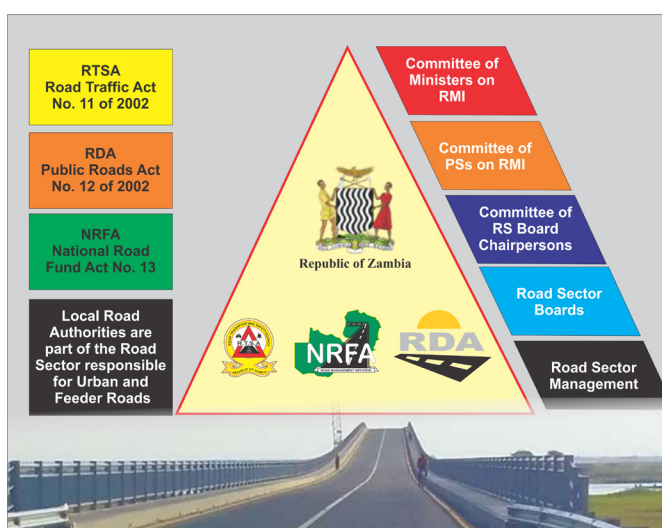 RTSA
Road Traffic Act
No. 11 of 2002
RDA
Public Roads Act
No. 12 of 2002
NRFA
National Road
Fund Act No. 13
Local Road
Authorities are
part of the Road
Sector responsible
for Urban and
Feeder Roads
Republic of Zambia
R.T.S.A
NRFA
ROAD MANAGEMENT INITIATIVE
RDA
Committee of
Ministers on
RMI
Committee of
PSs on RMI
Committee of
RS Board
Chairpersons
Road Sector
Boards
Road Sector
Management